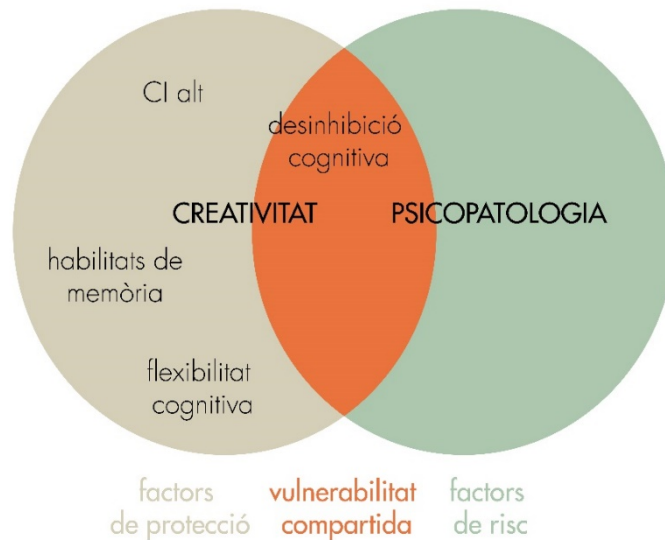 CI alt
desinhibició
cognitiva
CREATIVITAT
PSICOPATOLOGIA
habilitats de
memòria
flexibilitat
cognitiva
factors
de protecció
vulnerabilitat
compartida
factors
de risc